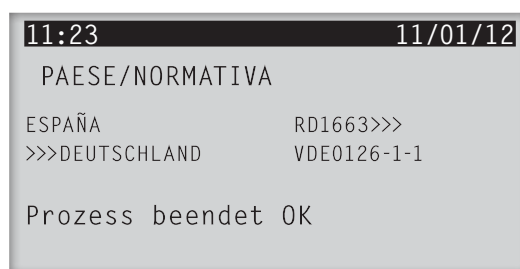 11:23 11/01/12
PAESE/NORMATIVA
ESPAÑA RD1663>>>
>>>DEUTSCHLAND VDE0126-1-1
Prozess beendet OK